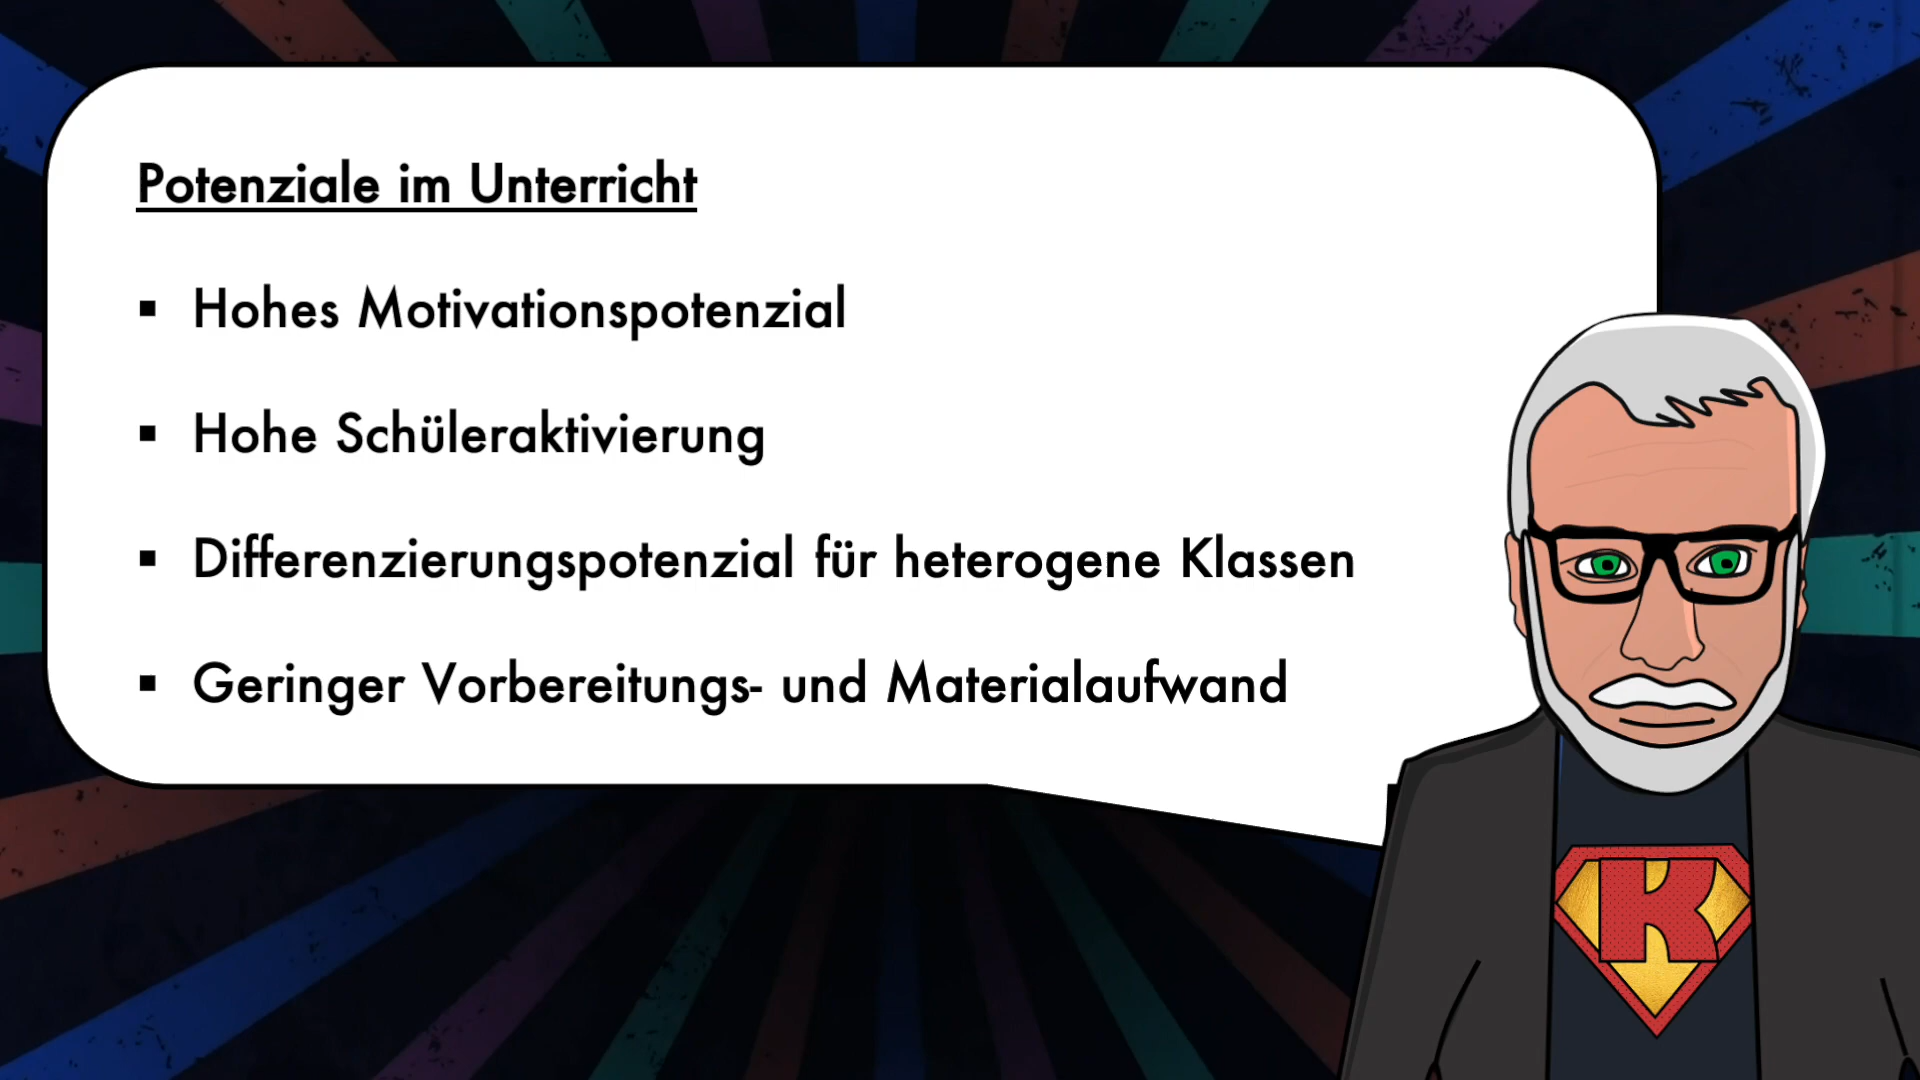 Potenziale im Unterricht
▪ Hohes Motivationspotenzial
▪ Hohe Schüleraktivierung
▪ Differenzierungspotenzial für heterogene Klassen
▪ Geringer Vorbereitungs- und Materialaufwand
K